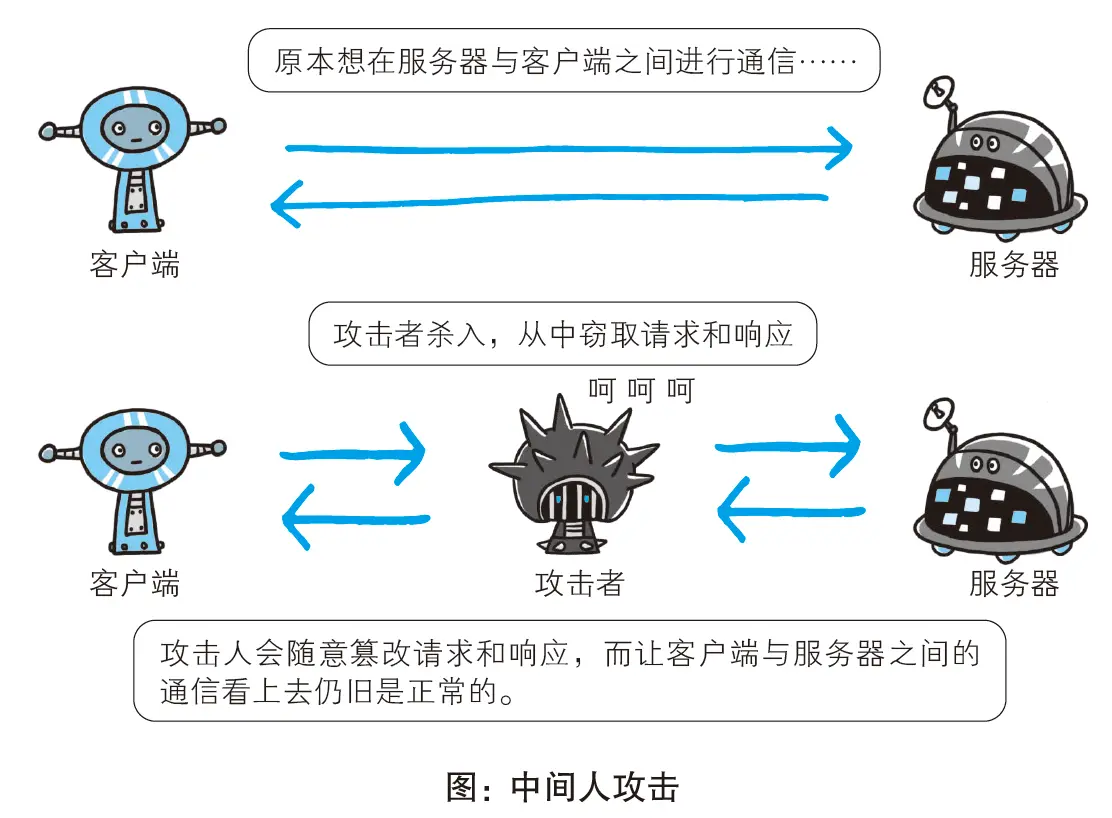 原本想在服务器与客户端之间进行通信……
客户端
服务器
攻击者杀入，从中窃取请求和响应
呵 呵 呵
客户端
攻击者
服务器
攻击人会随意篡改请求和响应，而让客户端与服务器之间的
通信看上去仍旧是正常的。
图：中间人攻击